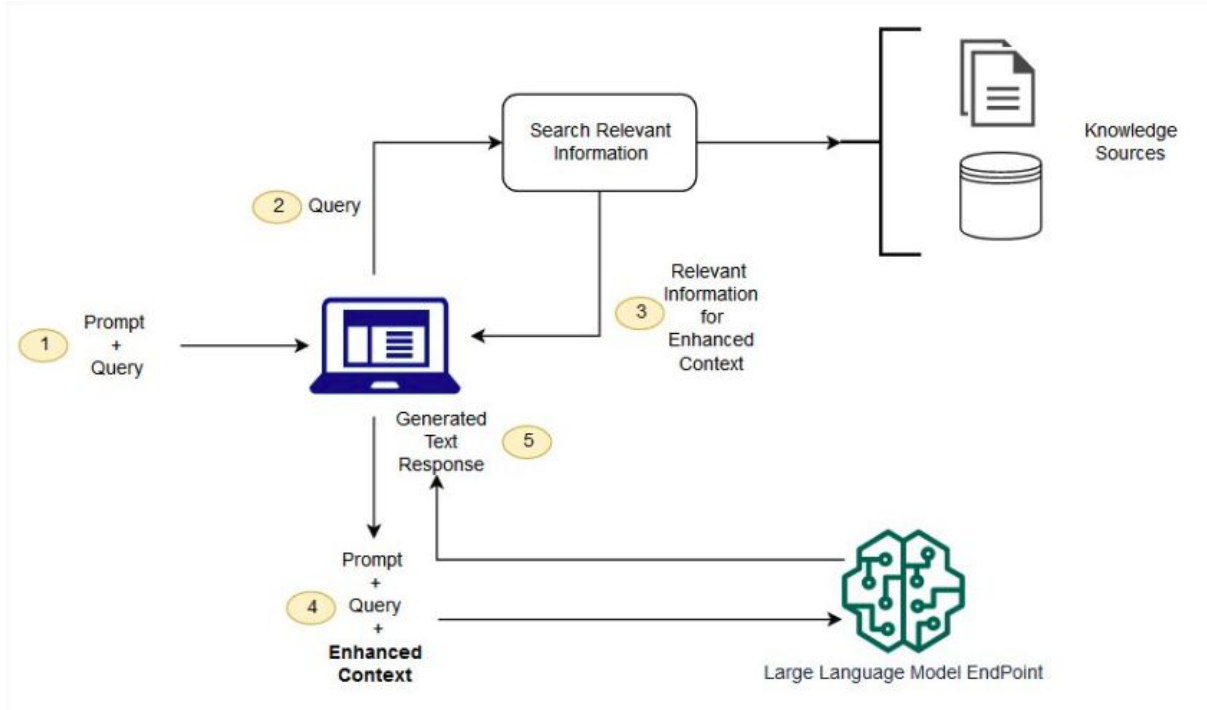 Search Relevant
Information
Knowledge
Sources
2 Query
Relevant
Information
for
Enhanced
Context
3
1
Prompt
+
Query
Generated
Text
Response
5
Prompt
+
Query
+
Enhanced
Context
4
Large Language Model EndPoint